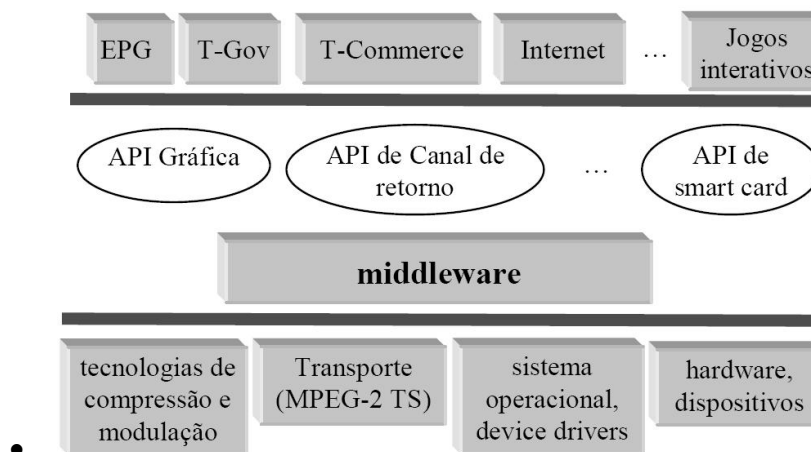 EPG
T-Gov
T-Commerce
Internet
...
Jogos
interativos
API Gráfica
API de Canal de
retorno
...
API de
smart card
middleware
tecnologias de
compressão e
modulação
Transporte
(MPEG-2 TS)
sistema
operacional,
device drivers
hardware,
dispositivos
•